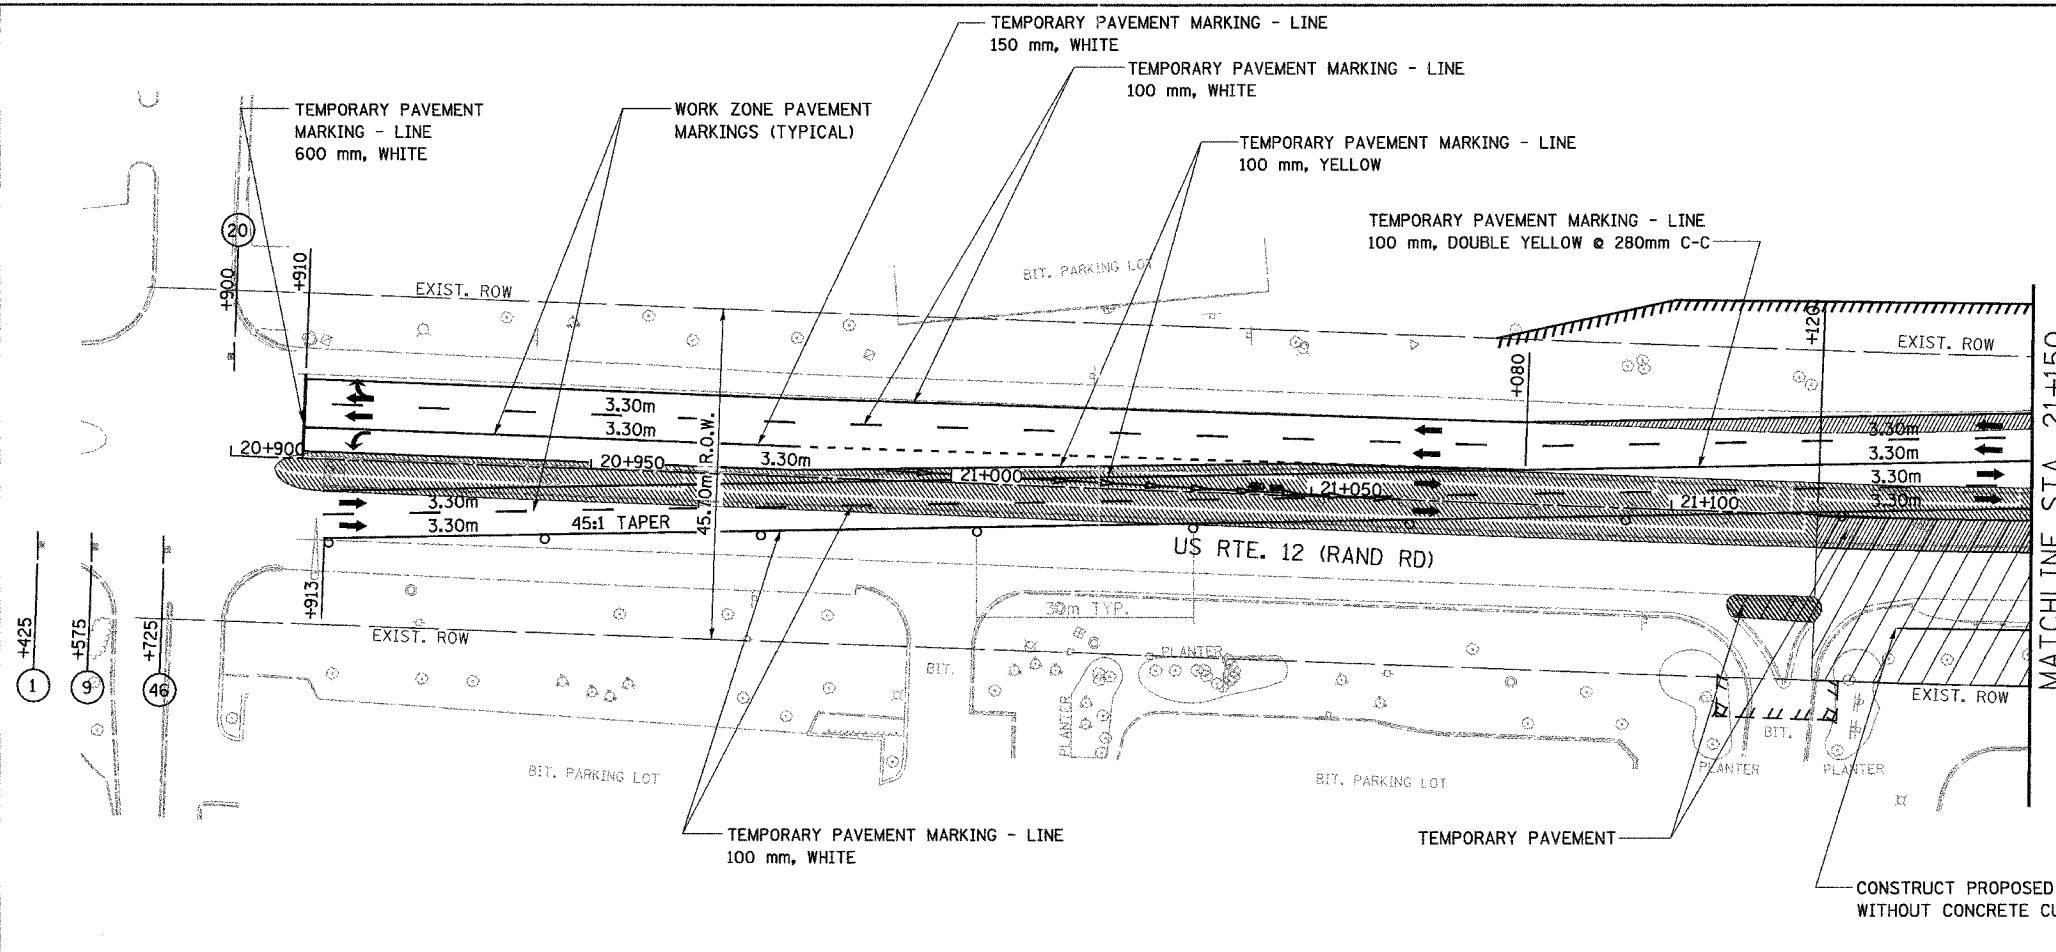 TEMPORARY PAVEMENT MARKING - LINE
150 mm, WHITE
TEMPORARY PAVEMENT MARKING - LINE
100 mm, WHITE
TEMPORARY PAVEMENT
MARKING - LINE
600 mm, WHITE
WORK ZONE PAVEMENT
MARKINGS (TYPICAL)
TEMPORARY PAVEMENT MARKING - LINE
100 mm, YELLOW
TEMPORARY PAVEMENT MARKING - LINE
100 mm, DOUBLE YELLOW @ 280mm C-C
20
+900
+910
EXIST. ROW
BIT. PARKING LOT
+120
EXIST. ROW
+080
MATCHLINE STA. 21+150
3.30m
3.30m
3.30m
45.70m R.O.W.
3.30m
3.30m
3.30m
3.30m
20+900
20+950
21+000
21+050
21+100
3.30m
3.30m
45:1 TAPER
US RTE. 12 (RAND RD)
+913
30m TYP.
EXIST. ROW
+425
+575
+725
1
9
46
BIT.
PLANTER
PLANTER
EXIST. ROW
BIT.
PLANTER
PLANTER
BIT. PARKING LOT
BIT. PARKING LOT
TEMPORARY PAVEMENT MARKING - LINE
100 mm, WHITE
TEMPORARY PAVEMENT
CONSTRUCT PROPOSED
WITHOUT CONCRETE CU